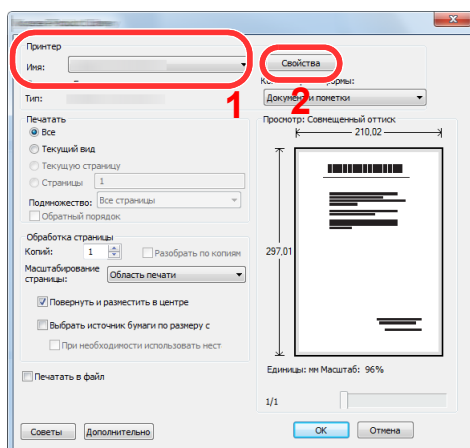 Принтер
Имя:
Свойства
1
2
Тип:
Документ и пометки
Печатать
Все
Текущий вид
Текущую страницу
Страницы 1
Подмножество: Все страницы
Обратный порядок
Просмотр: Совмещенный оттиск
210,02
297,01
Обработка страницы
Копий: 1 Разобрать по копиям
Масштабирование
страницы: Область печати
Повернуть и разместить в центре
Выбрать источник бумаги по размеру с
При необходимости использовать нест
Единицы: мм Масштаб: 96%
Печатать в файл
1/1
Советы Дополнительно OK Отмена